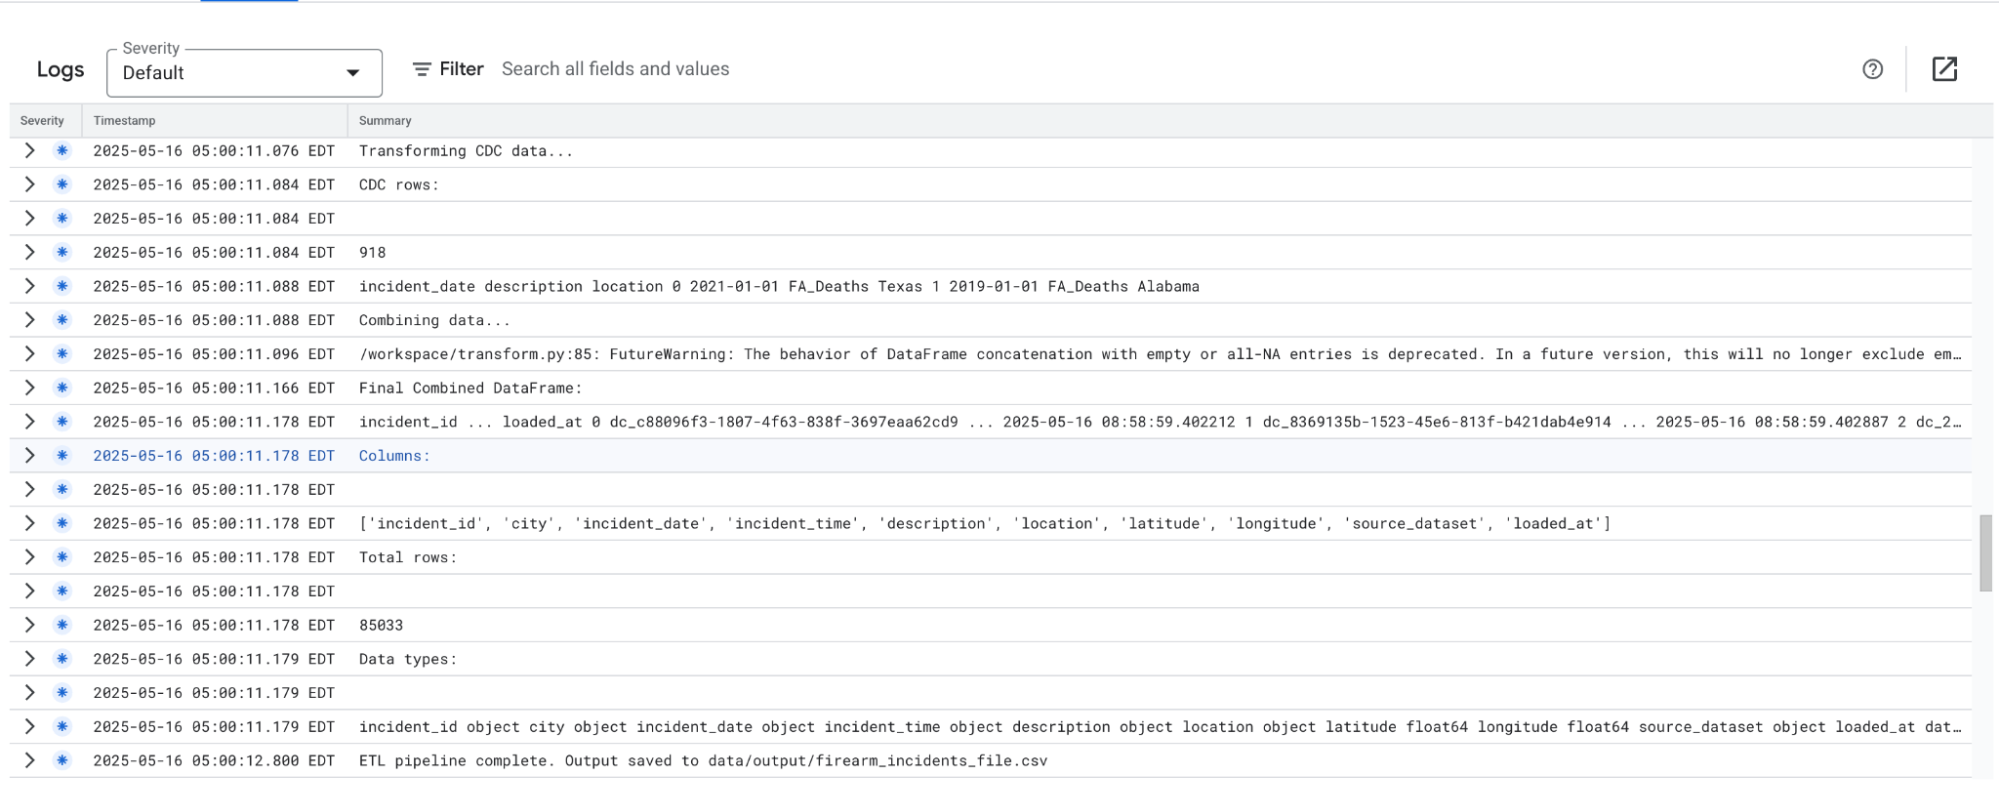 Logs
Severity
Default
Filter
Search all fields and values
Severity Timestamp Summary
2025-05-16 05:00:11.076 EDT Transforming CDC data...
2025-05-16 05:00:11.084 EDT CDC rows:
2025-05-16 05:00:11.084 EDT
2025-05-16 05:00:11.084 EDT 918
2025-05-16 05:00:11.088 EDT incident_date description location 0 2021-01-01 FA_Deaths Texas 1 2019-01-01 FA_Deaths Alabama
2025-05-16 05:00:11.088 EDT Combining data...
2025-05-16 05:00:11.096 EDT /workspace/transform.py:85: FutureWarning: The behavior of DataFrame concatenation with empty or all-NA entries is deprecated. In a future version, this will no longer exclude em…
2025-05-16 05:00:11.166 EDT Final Combined DataFrame:
2025-05-16 05:00:11.178 EDT incident_id ... loaded_at 0 dc_c88096f3-1807-4f63-838f-3697eaa62cd9 ... 2025-05-16 08:58:59.402212 1 dc_8369135b-1523-45e6-813f-b421dab4e914 ... 2025-05-16 08:58:59.402887 2 dc_2…
2025-05-16 05:00:11.178 EDT Columns:
2025-05-16 05:00:11.178 EDT
2025-05-16 05:00:11.178 EDT ['incident_id', 'city', 'incident_date', 'incident_time', 'description', 'location', 'latitude', 'longitude', 'source_dataset', 'loaded_at']
2025-05-16 05:00:11.178 EDT Total rows:
2025-05-16 05:00:11.178 EDT
2025-05-16 05:00:11.178 EDT 85033
2025-05-16 05:00:11.179 EDT Data types:
2025-05-16 05:00:11.179 EDT
2025-05-16 05:00:11.179 EDT incident_id object city object incident_date object incident_time object description object location object latitude float64 longitude float64 source_dataset object loaded_at dat…
2025-05-16 05:00:12.800 EDT ETL pipeline complete. Output saved to data/output/firearm_incidents_file.csv